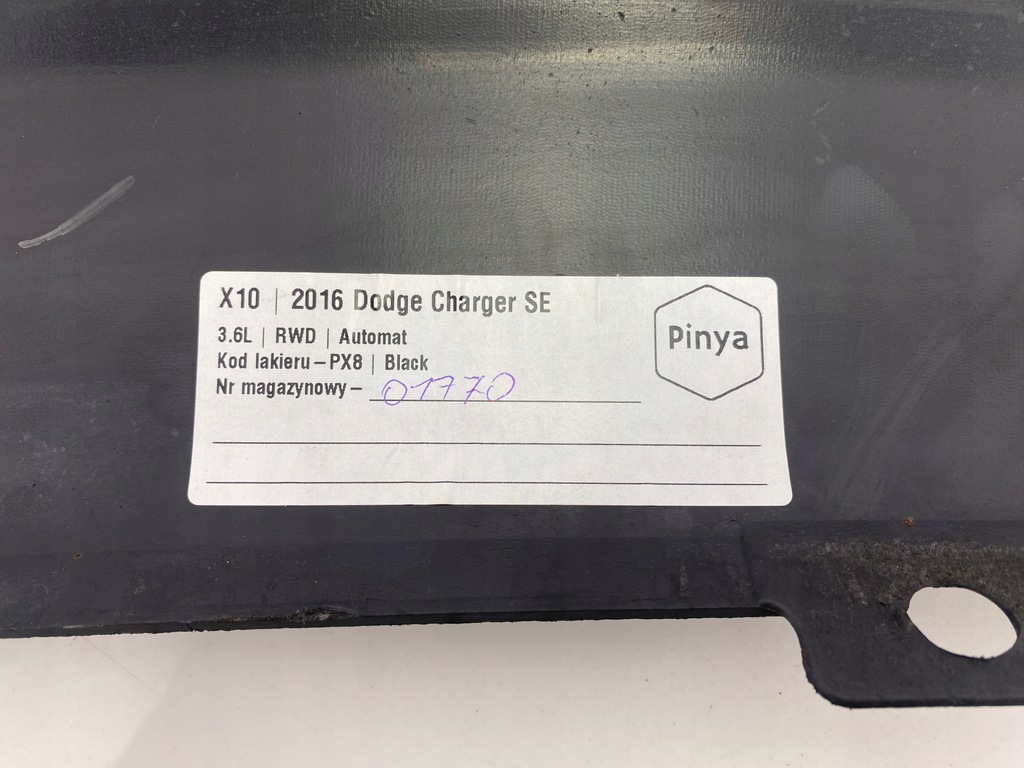 X10 | 2016 Dodge Charger SE
3.6L | RWD | Automat
Kod lakieru – PX8 | Black
Nr magazynowy – 01770
Pinya